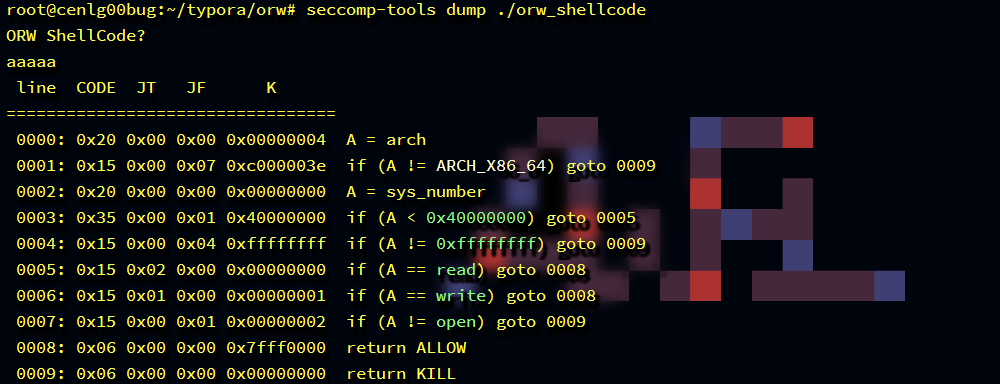 root@cenlg00bug:~/typora/orw# seccomp-tools dump ./orw_shellcode
ORW ShellCode?
aaaaa
 line  CODE  JT   JF      K
=================================
 0000: 0x20 0x00 0x00 0x00000004  A = arch
 0001: 0x15 0x00 0x07 0xc000003e  if (A != ARCH_X86_64) goto 0009
 0002: 0x20 0x00 0x00 0x00000000  A = sys_number
 0003: 0x35 0x00 0x01 0x40000000  if (A < 0x40000000) goto 0005
 0004: 0x15 0x00 0x04 0xffffffff  if (A != 0xffffffff) goto 0009
 0005: 0x15 0x02 0x00 0x00000000  if (A == read) goto 0008
 0006: 0x15 0x01 0x00 0x00000001  if (A == write) goto 0008
 0007: 0x15 0x00 0x01 0x00000002  if (A != open) goto 0009
 0008: 0x06 0x00 0x00 0x7fff0000  return ALLOW
 0009: 0x06 0x00 0x00 0x00000000  return KILL